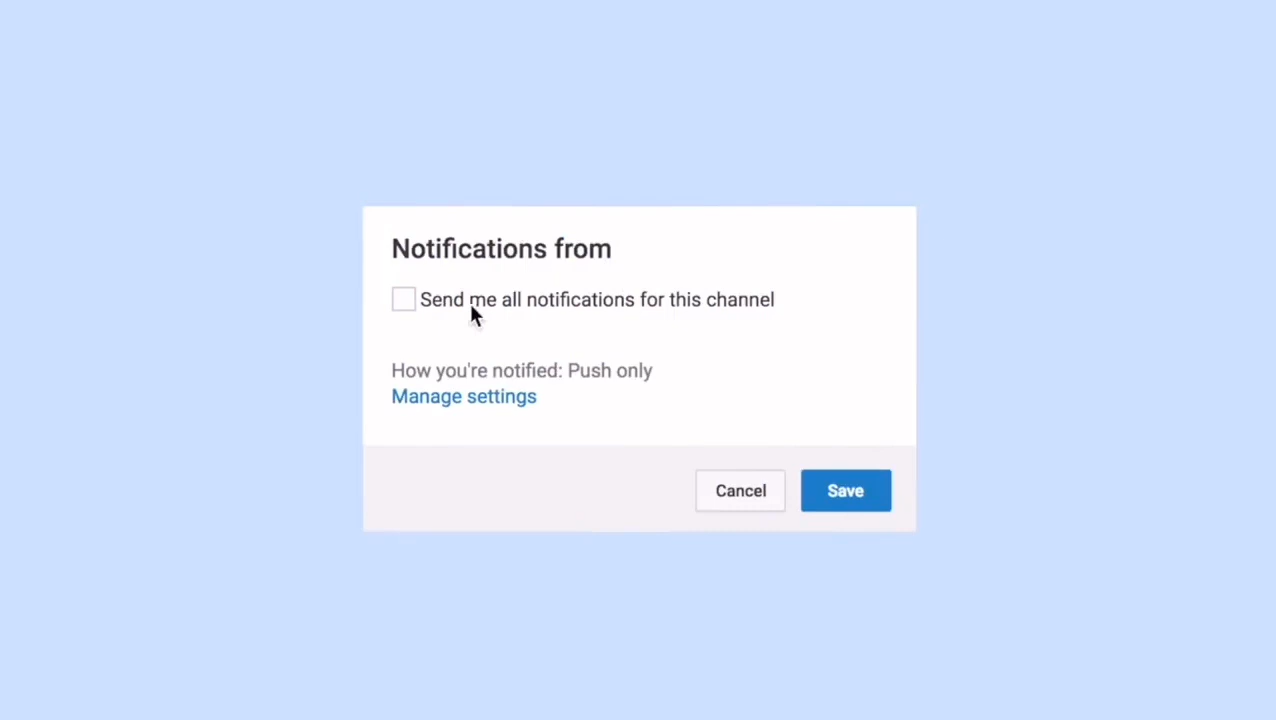 Notifications from
Send me all notifications for this channel
How you're notified: Push only
Manage settings
Cancel Save